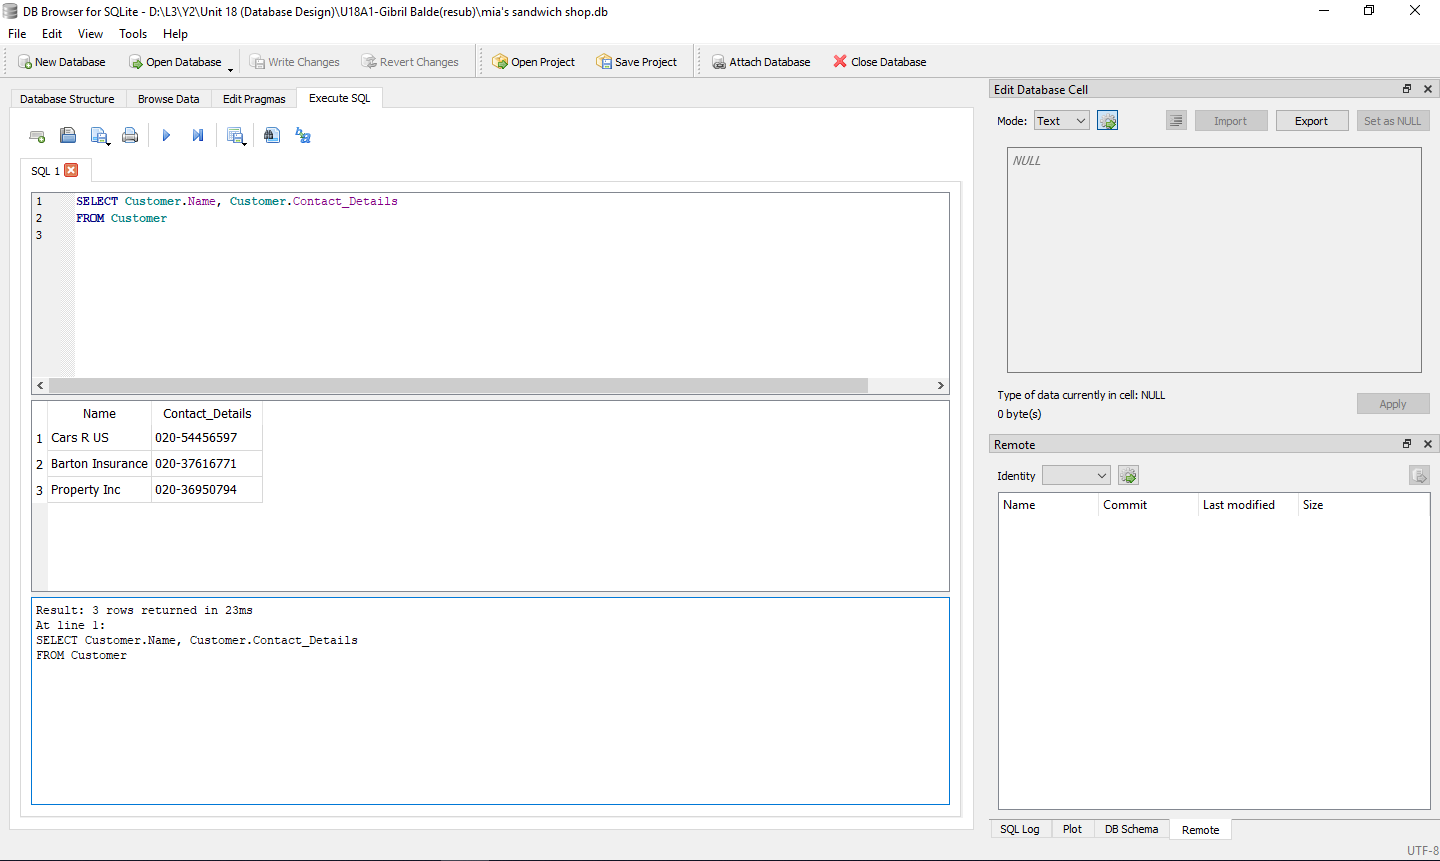 DB Browser for SQLite - D:\L3\Y2\Unit 18 (Database Design)\U18A1-Gibril Balde(resub)\mia's sandwich shop.db
File Edit View Tools Help
New Database Open Database Write Changes Revert Changes Open Project Save Project Attach Database Close Database
Database Structure Browse Data Edit Pragmas Execute SQL
SQL 1
1 SELECT Customer.Name, Customer.Contact_Details
2 FROM Customer
3
Name Contact_Details
1 Cars R US 020-54456597
2 Barton Insurance 020-37616771
3 Property Inc 020-36950794
Result: 3 rows returned in 23ms
At line 1:
SELECT Customer.Name, Customer.Contact_Details
FROM Customer
Edit Database Cell
Mode: Text Import Export Set as NULL
NULL
Type of data currently in cell: NULL
0 byte(s)
Apply
Remote
Identity
Name Commit Last modified Size
SQL Log Plot DB Schema Remote
UTF-8